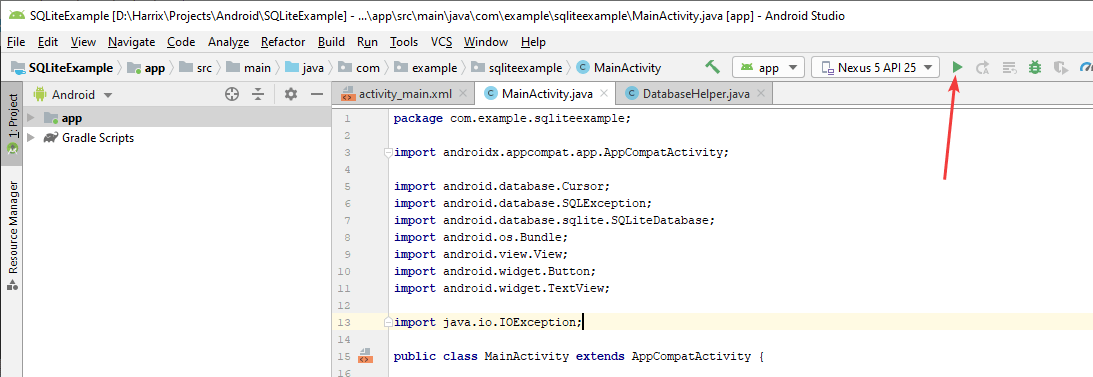 SQLiteExample [D:\Harrix\Projects\Android\SQLiteExample] - ...\app\src\main\java\com\example\sqliteexample\MainActivity.java [app] - Android Studio
File Edit View Navigate Code Analyze Refactor Build Run Tools VCS Window Help
SQLiteExample app src main java com example sqliteexample MainActivity app Nexus 5 API 25
1: Project
Resource Manager
Android
app
Gradle Scripts
activity_main.xml MainActivity.java DatabaseHelper.java
1 package com.example.sqliteexample;
2
3 import androidx.appcompat.app.AppCompatActivity;
4
5 import android.database.Cursor;
6 import android.database.SQLException;
7 import android.database.sqlite.SQLiteDatabase;
8 import android.os.Bundle;
9 import android.view.View;
10 import android.widget.Button;
11 import android.widget.TextView;
12
13 import java.io.IOException;
14
15 public class MainActivity extends AppCompatActivity {
16